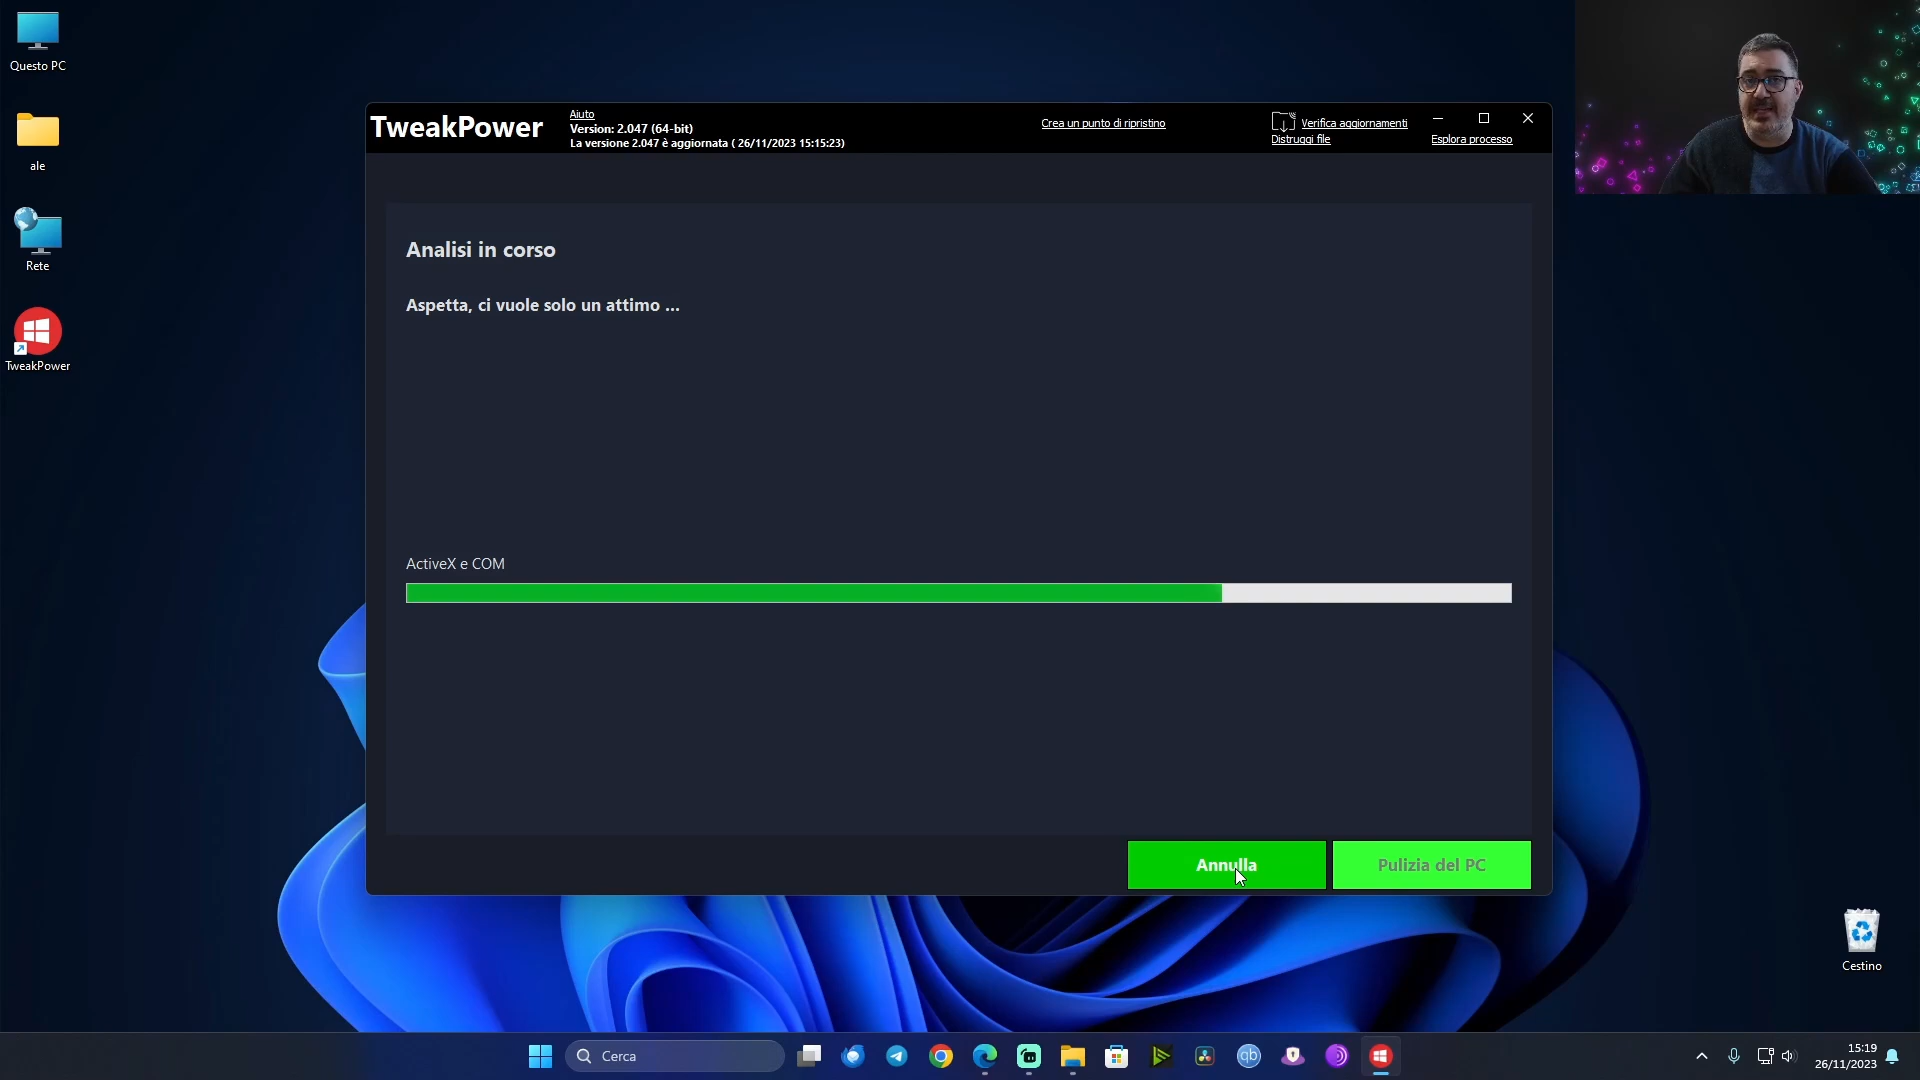 Questo PC
ale
Rete
TweakPower
TweakPower
Aiuto
Version: 2.047 (64-bit)
La versione 2.047 è aggiornata ( 26/11/2023 15:15:23)
Crea un punto di ripristino
Verifica aggiornamenti
Distruggi file
Esplora processo
Analisi in corso
Aspetta, ci vuole solo un attimo ...
ActiveX e COM
Annulla
Pulizia del PC
Cestino
Cerca
qb
15:19
26/11/2023